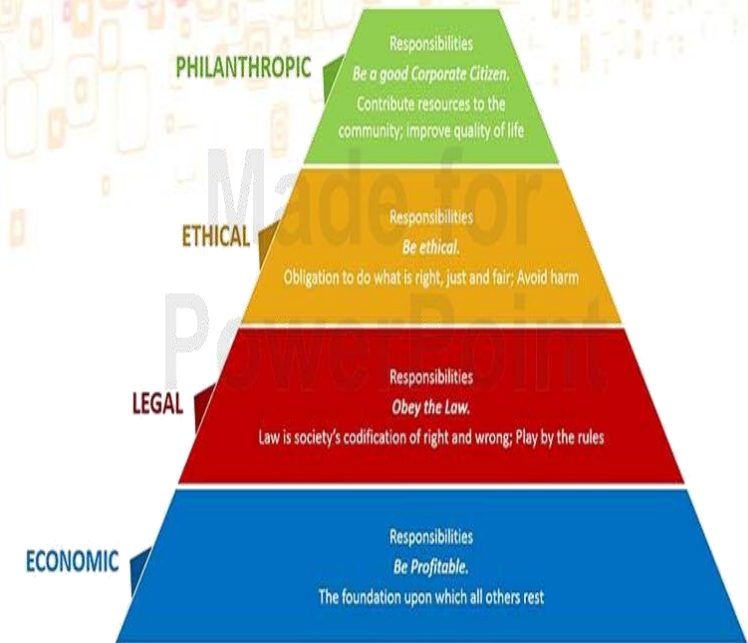 PHILANTHROPIC
Responsibilities
Be a good Corporate Citizen.
Contribute resources to the
community; improve quality of life
ETHICAL
Responsibilities
Be ethical.
Obligation to do what is right, just and fair; Avoid harm
LEGAL
Responsibilities
Obey the Law.
Law is society's codification of right and wrong; Play by the rules
ECONOMIC
Responsibilities
Be Profitable.
The foundation upon which all others rest
Made for
PowerPoint